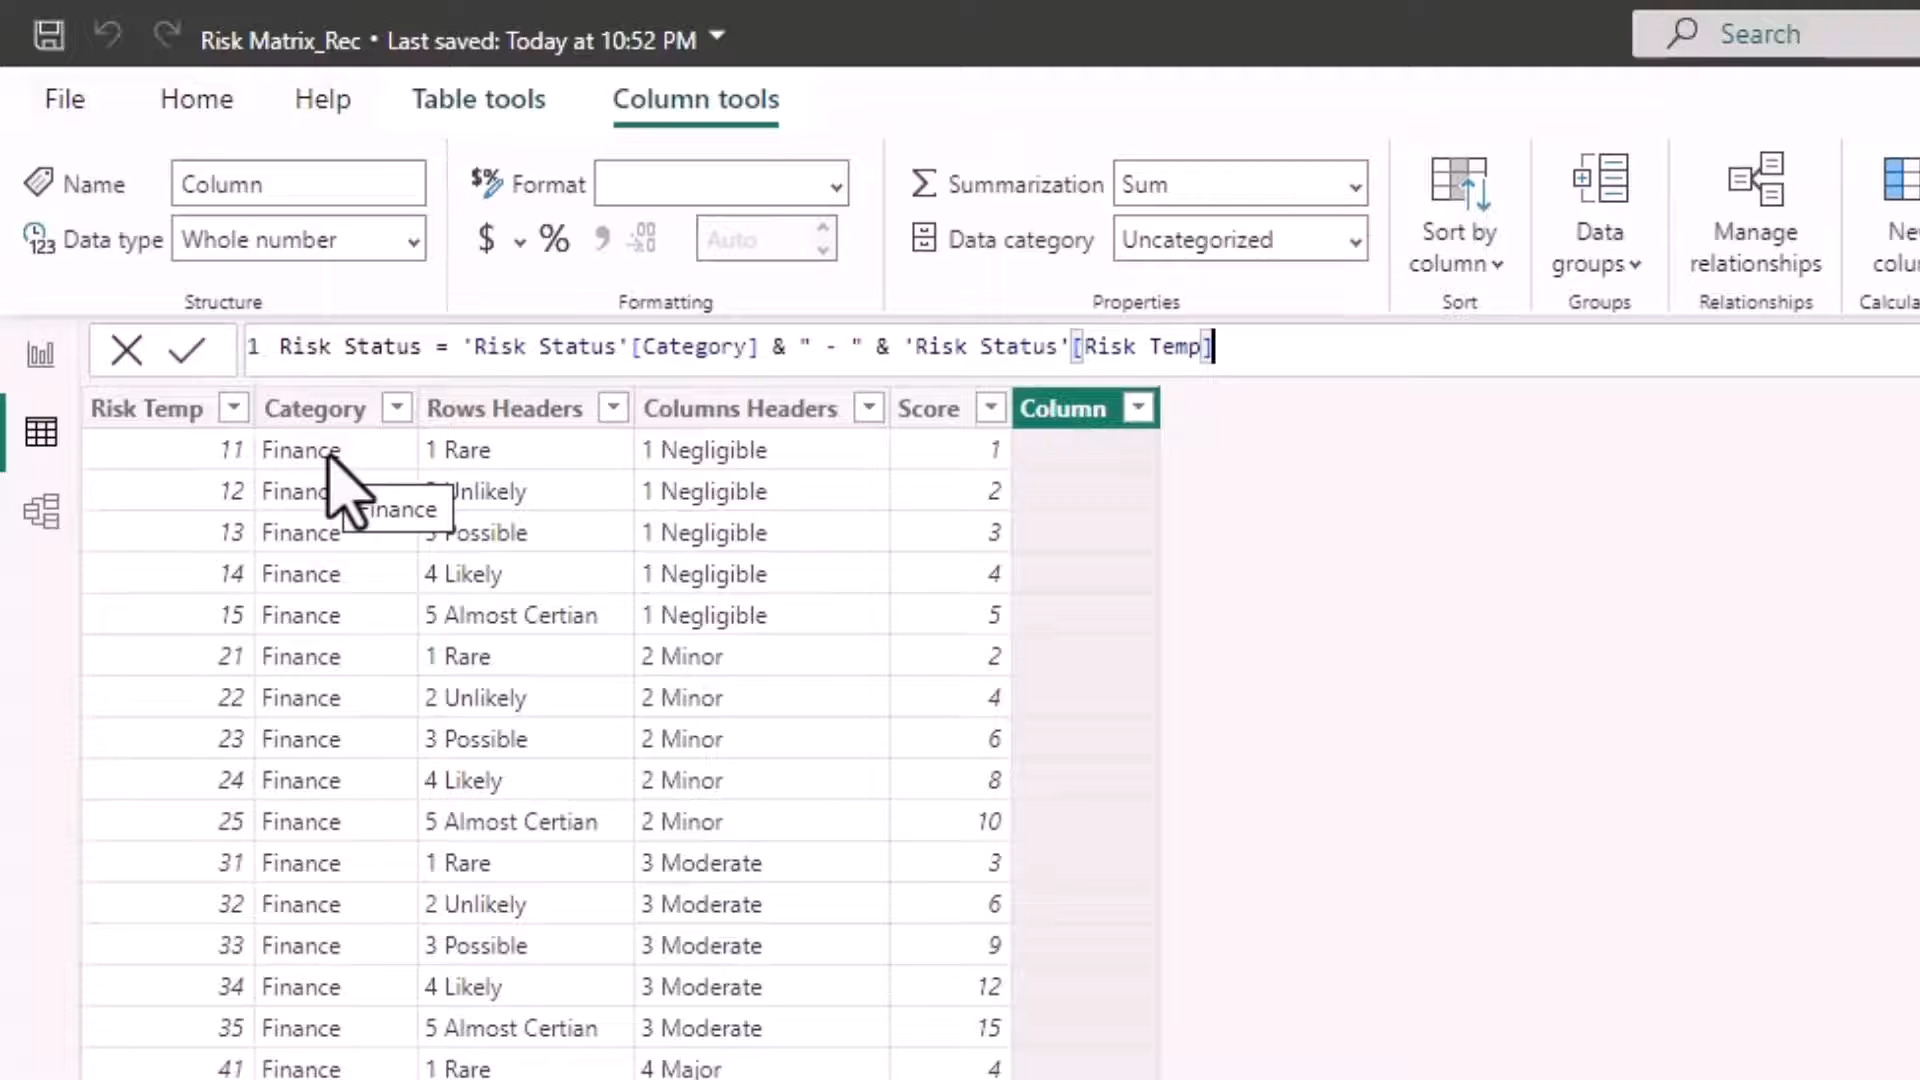 Risk Matrix_Rec • Last saved: Today at 10:52 PM
Search
File Home Help Table tools Column tools
Name Column
Data type Whole number
Structure
$% Format
$ % Auto
Formatting
Summarization Sum
Data category Uncategorized
Properties
Sort by
column
Sort
Data
groups
Groups
Manage
relationships
Relationships
1 Risk Status = 'Risk Status'[Category] & " - " & 'Risk Status'[Risk Temp]
Risk Temp Category Rows Headers Columns Headers Score Column
11 Finance 1 Rare 1 Negligible 1
12 Unlikely 1 Negligible 2
13 Finance Possible 1 Negligible 3
14 Finance 4 Likely 1 Negligible 4
15 Finance 5 Almost Certian 1 Negligible 5
21 Finance 1 Rare 2 Minor 2
22 Finance 2 Unlikely 2 Minor 4
23 Finance 3 Possible 2 Minor 6
24 Finance 4 Likely 2 Minor 8
25 Finance 5 Almost Certian 2 Minor 10
31 Finance 1 Rare 3 Moderate 3
32 Finance 2 Unlikely 3 Moderate 6
33 Finance 3 Possible 3 Moderate 9
34 Finance 4 Likely 3 Moderate 12
35 Finance 5 Almost Certian 3 Moderate 15
41 Finance 1 Rare 4 Major 4